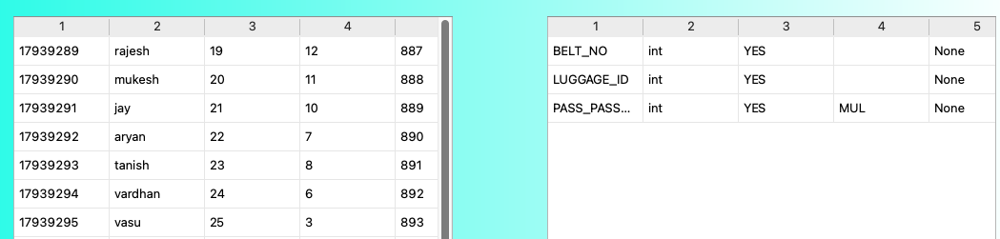 1 2 3 4
17939289 rajesh 19 12 887
17939290 mukesh 20 11 888
17939291 jay 21 10 889
17939292 aryan 22 7 890
17939293 tanish 23 8 891
17939294 vardhan 24 6 892
17939295 vasu 25 3 893
1 2 3 4 5
BELT_NO int YES None
LUGGAGE_ID int YES None
PASS_PASS... int YES MUL None